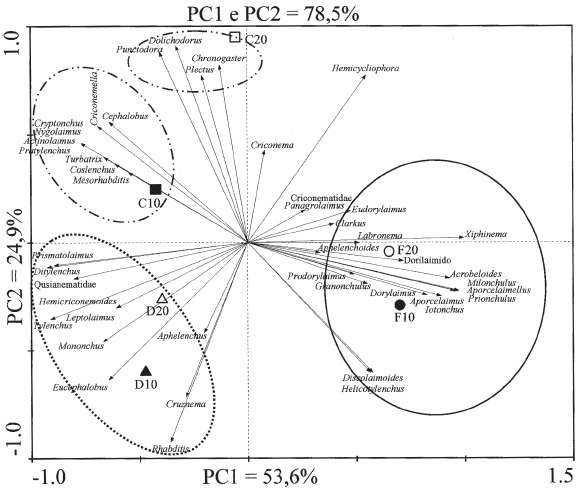 PC1 e PC2 = 78,5%
1.0
Dolichodorus
C20
Punctodora
Chronogaster
Plectus
Hemicycliophora
Criconemella
Cephalobus
Cryptonchus
Nygolaimus
Actinolaimus
Pratylenchus
Turbatrix
Coslenchus
Mesorhabditis
C10
Criconema
Criconematidae
Panagrolaimus
Eudorylaimus
Clarkus
Labronema
Xiphinema
Aphelenchoides
F20
Dorilaimido
Prismatolaimus
Ditylenchus
Qusianematidae
Hemicriconemoides
Leptolaimus
Tylenchus
D20
Mononchus
Aphelenchus
Prodorylaimus
Granonchulus
Acrobeloides
Milonchulus
Dorylaimus
Aporcelaimellus
Aporcelaimus
Prionchulus
Iotonchus
F10
D10
Eucephalobus
Cruznema
Rhabditis
Discolaimoides
Helicotylenchus
PC2 = 24,9%
-1.0
-1.0
PC1 = 53,6%
1.5